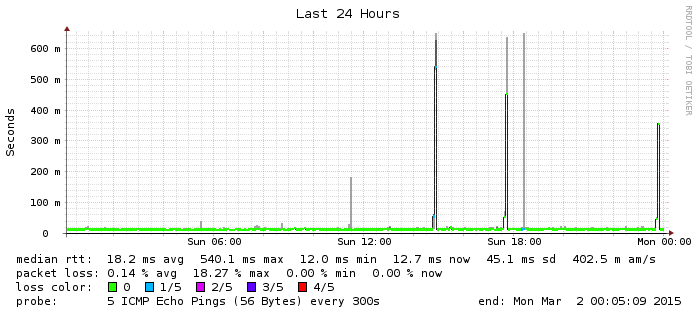 Last 24 Hours
RRDTOOL / TOBI OETIKER
Seconds
600 m
500 m
400 m
300 m
200 m
100 m
0
Sun 06:00 Sun 12:00 Sun 18:00 Mon 00:00
median rtt: 18.2 ms avg 540.1 ms max 12.0 ms min 12.7 ms now 45.1 ms sd 402.5 m am/s
packet loss: 0.14 % avg 18.27 % max 0.00 % min 0.00 % now
loss color: 0 1/5 2/5 3/5 4/5
probe: 5 ICMP Echo Pings (56 Bytes) every 300s end: Mon Mar 2 00:05:09 2015